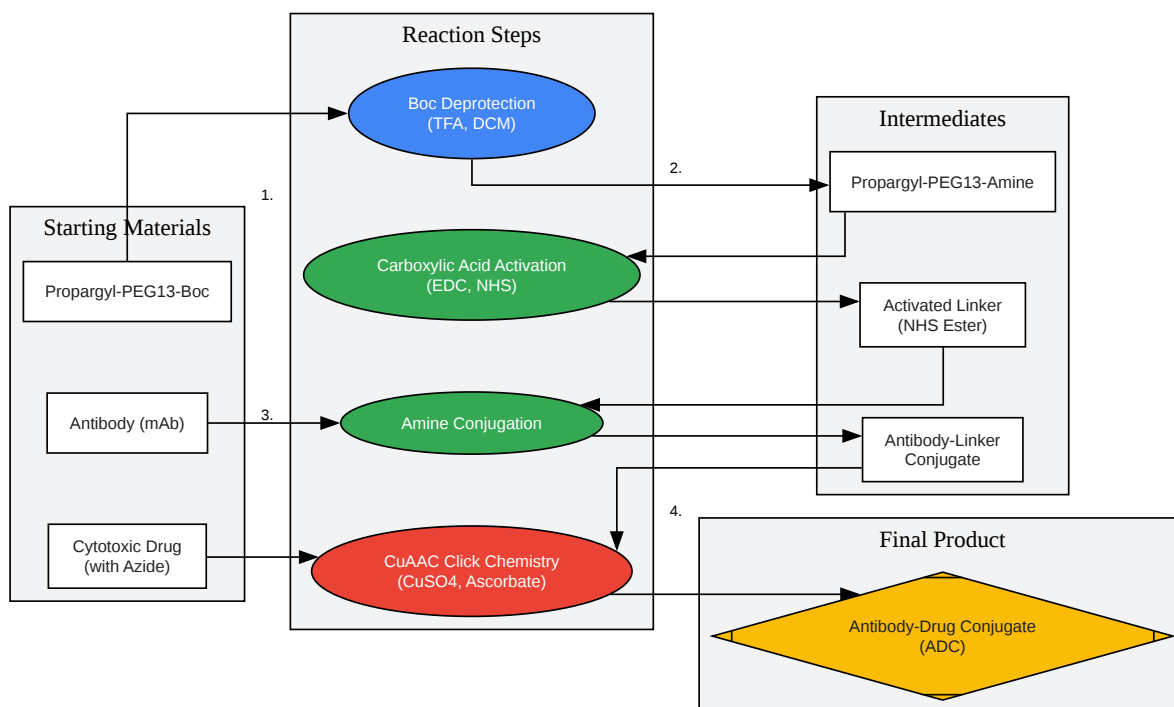 Reaction Steps
Boc Deprotection
(TFA, DCM)
Intermediates
2.
Propargyl-PEG13-Amine
1.
Starting Materials
Propargyl-PEG13-Boc
Carboxylic Acid Activation
(EDC, NHS)
Activated Linker
(NHS Ester)
Antibody (mAb)
3.
Amine Conjugation
Antibody-Linker
Conjugate
4.
Cytotoxic Drug
(with Azide)
CuAAC Click Chemistry
(CuSO4, Ascorbate)
Final Product
Antibody-Drug Conjugate
(ADC)